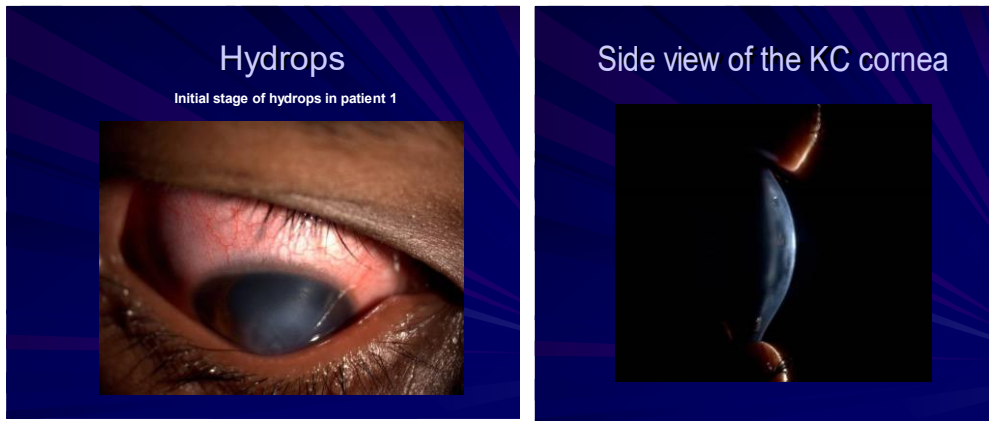 Hydrops
Initial stage of hydrops in patient 1
Side view of the KC cornea